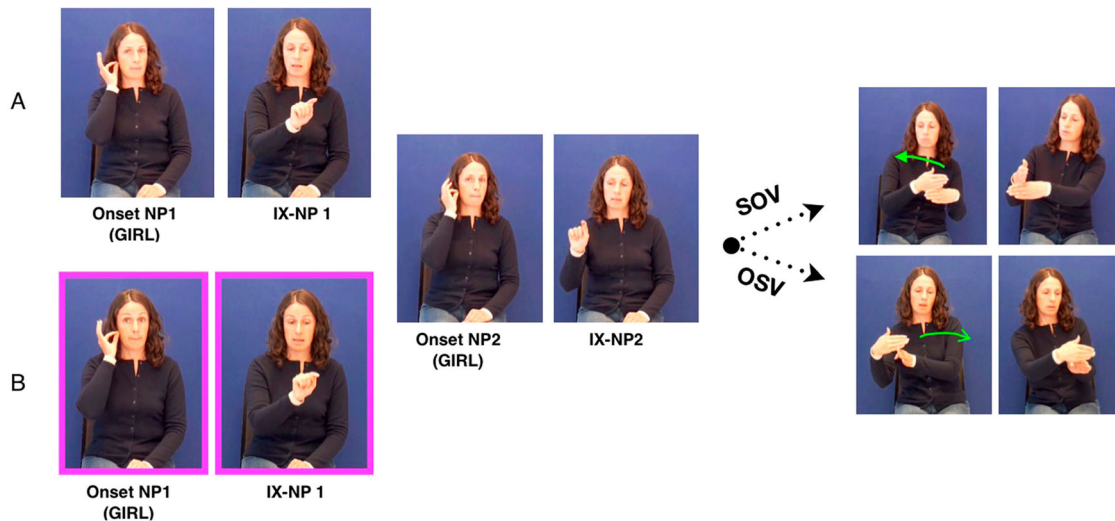 A
Onset NP1
(GIRL)
IX-NP 1
Onset NP2
(GIRL)
IX-NP2
SOV
OSV
B
Onset NP1
(GIRL)
IX-NP 1